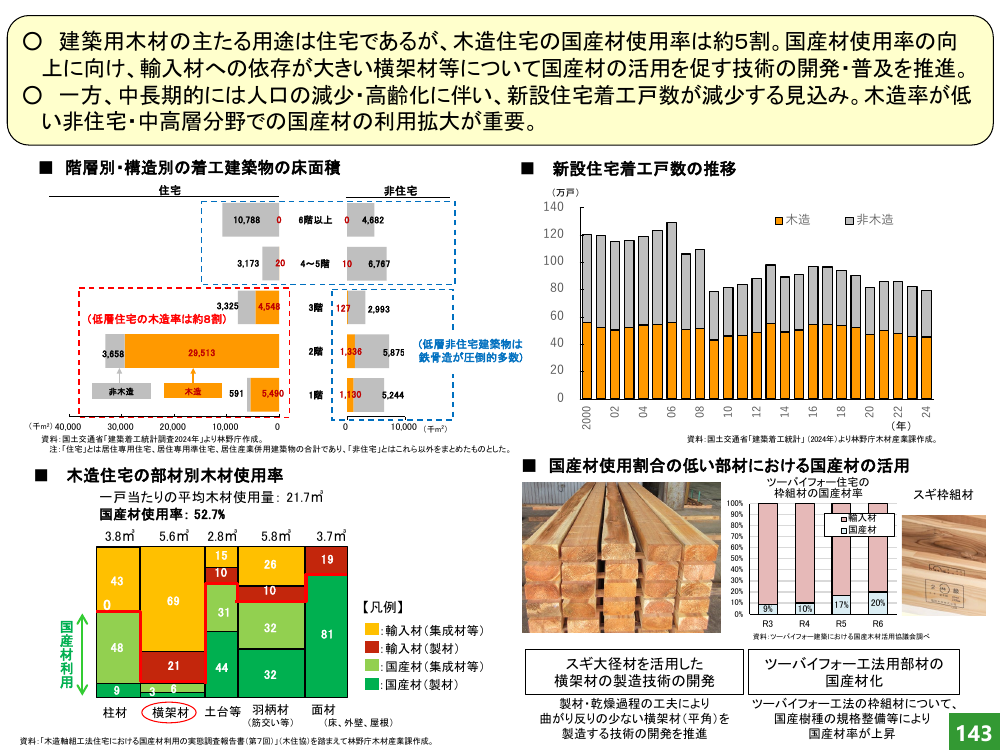 ○　建築用木材の主たる用途は住宅であるが、木造住宅の国産材使用率は約5割。国産材使用率の向
上に向け、輸入材への依存が大きい横架材等について国産材の活用を促す技術の開発・普及を推進。
○　一方、中長期的には人口の減少・高齢化に伴い、新設住宅着工戸数が減少する見込み。木造率が低
い非住宅・中高層分野での国産材の利用拡大が重要。
■　階層別・構造別の着工建築物の床面積
住宅
非住宅
10,788 0 6階以上 0 4,682
3,173 20 4～5階 10 6,767
3,325 4,548 3階 127 2,993
（低層住宅の木造率は約8割）
3,658 29,513 2階 1,336 5,875
（低層非住宅建築物は
鉄骨造が圧倒的多数）
非木造 木造 591 5,490 1階 1,130 5,244
（千㎡） 40,000 30,000 20,000 10,000 0 0 10,000 （千㎡）
資料：国土交通省「建築着工統計調査2024年」より林野庁作成。
注：「住宅」とは居住専用住宅、居住専用準住宅、居住産業併用建築物の合計であり、「非住宅」とはこれら以外をまとめたものとした。
■　新設住宅着工戸数の推移
（万戸）
木造 非木造
140
120
100
80
60
40
20
0
2000 02 04 06 08 10 12 14 16 18 20 22 24
（年）
資料：国土交通省「建築着工統計」（2024年）より林野庁木材産業課作成。
■　木造住宅の部材別木材使用率
一戸当たりの平均木材使用量： 21.7㎥
国産材使用率： 52.7%
3.8㎥ 5.6㎥ 2.8㎥ 5.8㎥ 3.7㎥
43 0 48 9
69 21 6 3
15 10 31 44
26 10 32 32
19 81
国産材利用
柱材 横架材 土台等 羽柄材 面材
（筋交い等） （床、外壁、屋根）
【凡例】
：輸入材（集成材等）
：輸入材（製材）
：国産材（集成材等）
：国産材（製材）
資料：「木造軸組工法住宅における国産材利用の実態調査報告書（第7回）」（木住協）を踏まえて林野庁木材産業課作成。
■　国産材使用割合の低い部材における国産材の活用
ツーバイフォー住宅の
枠組材の国産材率
スギ枠組材
輸入材
国産材
100%
90%
80%
70%
60%
50%
40%
30%
20%
10%
0%
9% 10% 17% 20%
R3 R4 R5 R6
資料：ツーバイフォー建築における国産木材活用協議会調べ
スギ大径材を活用した
横架材の製造技術の開発
製材・乾燥過程の工夫により
曲がり反りの少ない横架材（平角）を
製造する技術の開発を推進
ツーバイフォー工法用部材の
国産材化
ツーバイフォー工法の枠組材について、
国産樹種の規格整備等により
国産材率が上昇
143